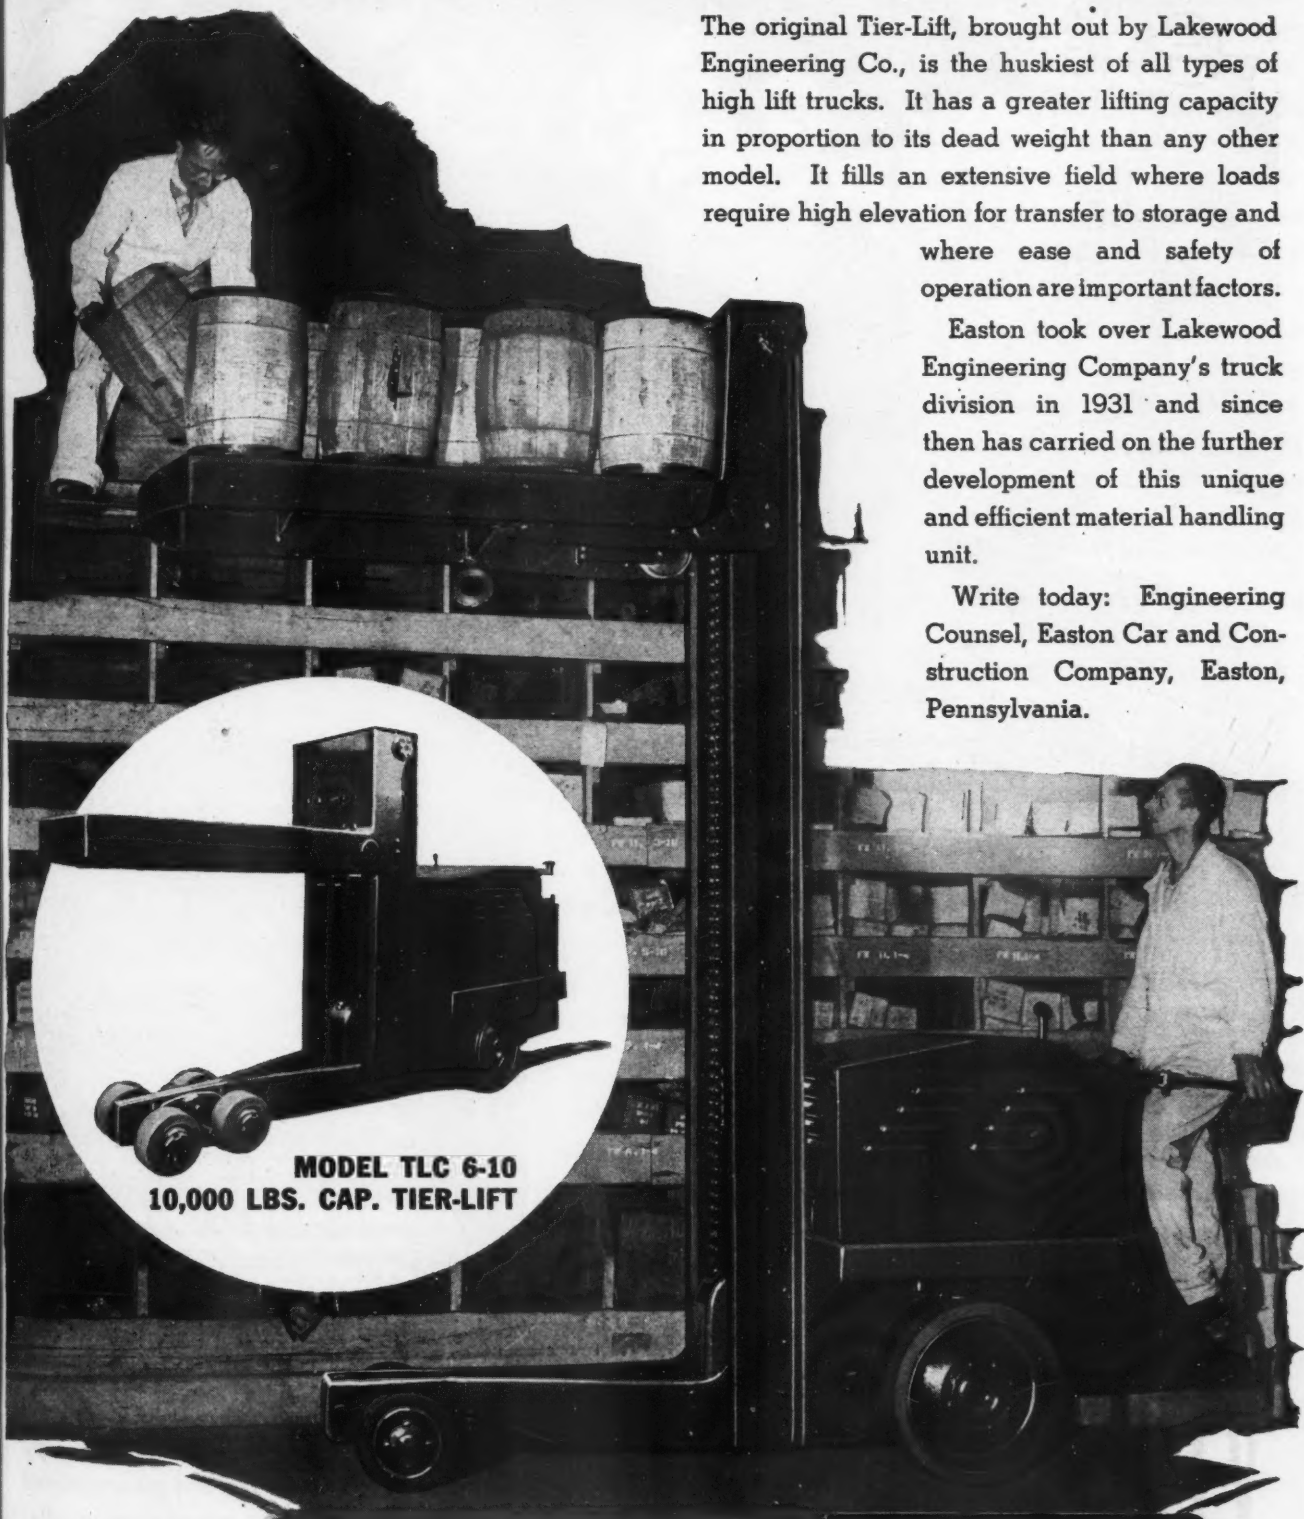 The original Tier-Lift, brought out by Lakewood
Engineering Co., is the huskiest of all types of
high lift trucks. It has a greater lifting capacity
in proportion to its dead weight than any other
model. It fills an extensive field where loads
require high elevation for transfer to storage and
where ease and safety of
operation are important factors.
Easton took over Lakewood
Engineering Company's truck
division in 1931 and since
then has carried on the further
development of this unique
and efficient material handling
unit.
Write today: Engineering
Counsel, Easton Car and Con-
struction Company, Easton,
Pennsylvania.
MODEL TLC 6-10
10,000 LBS. CAP. TIER-LIFT